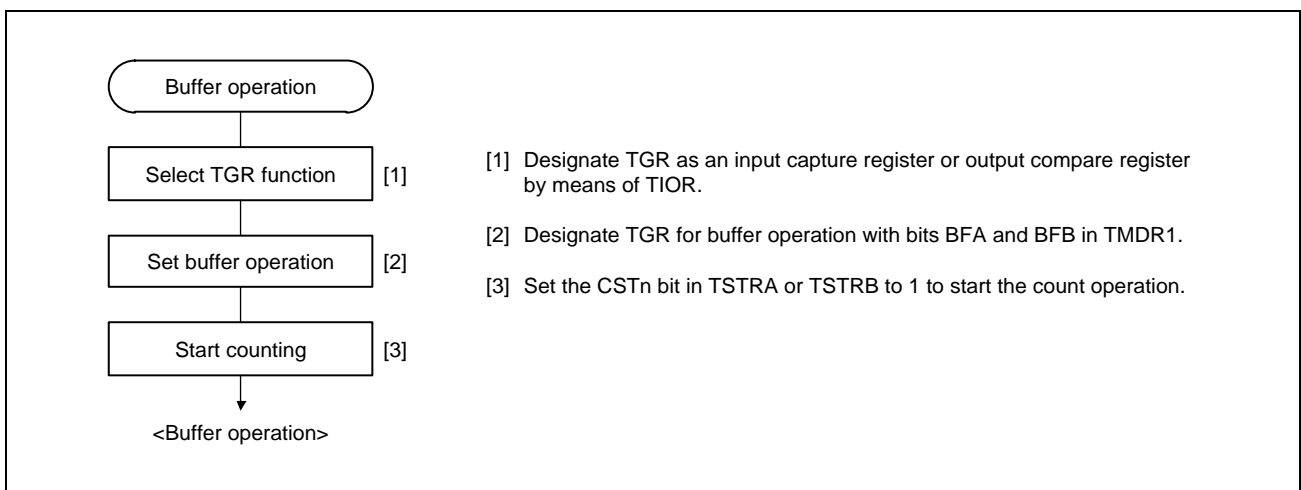 Buffer operation
Select TGR function [1]
Set buffer operation [2]
Start counting [3]
<Buffer operation>
[1] Designate TGR as an input capture register or output compare register
by means of TIOR.
[2] Designate TGR for buffer operation with bits BFA and BFB in TMDR1.
[3] Set the CSTn bit in TSTRA or TSTRB to 1 to start the count operation.